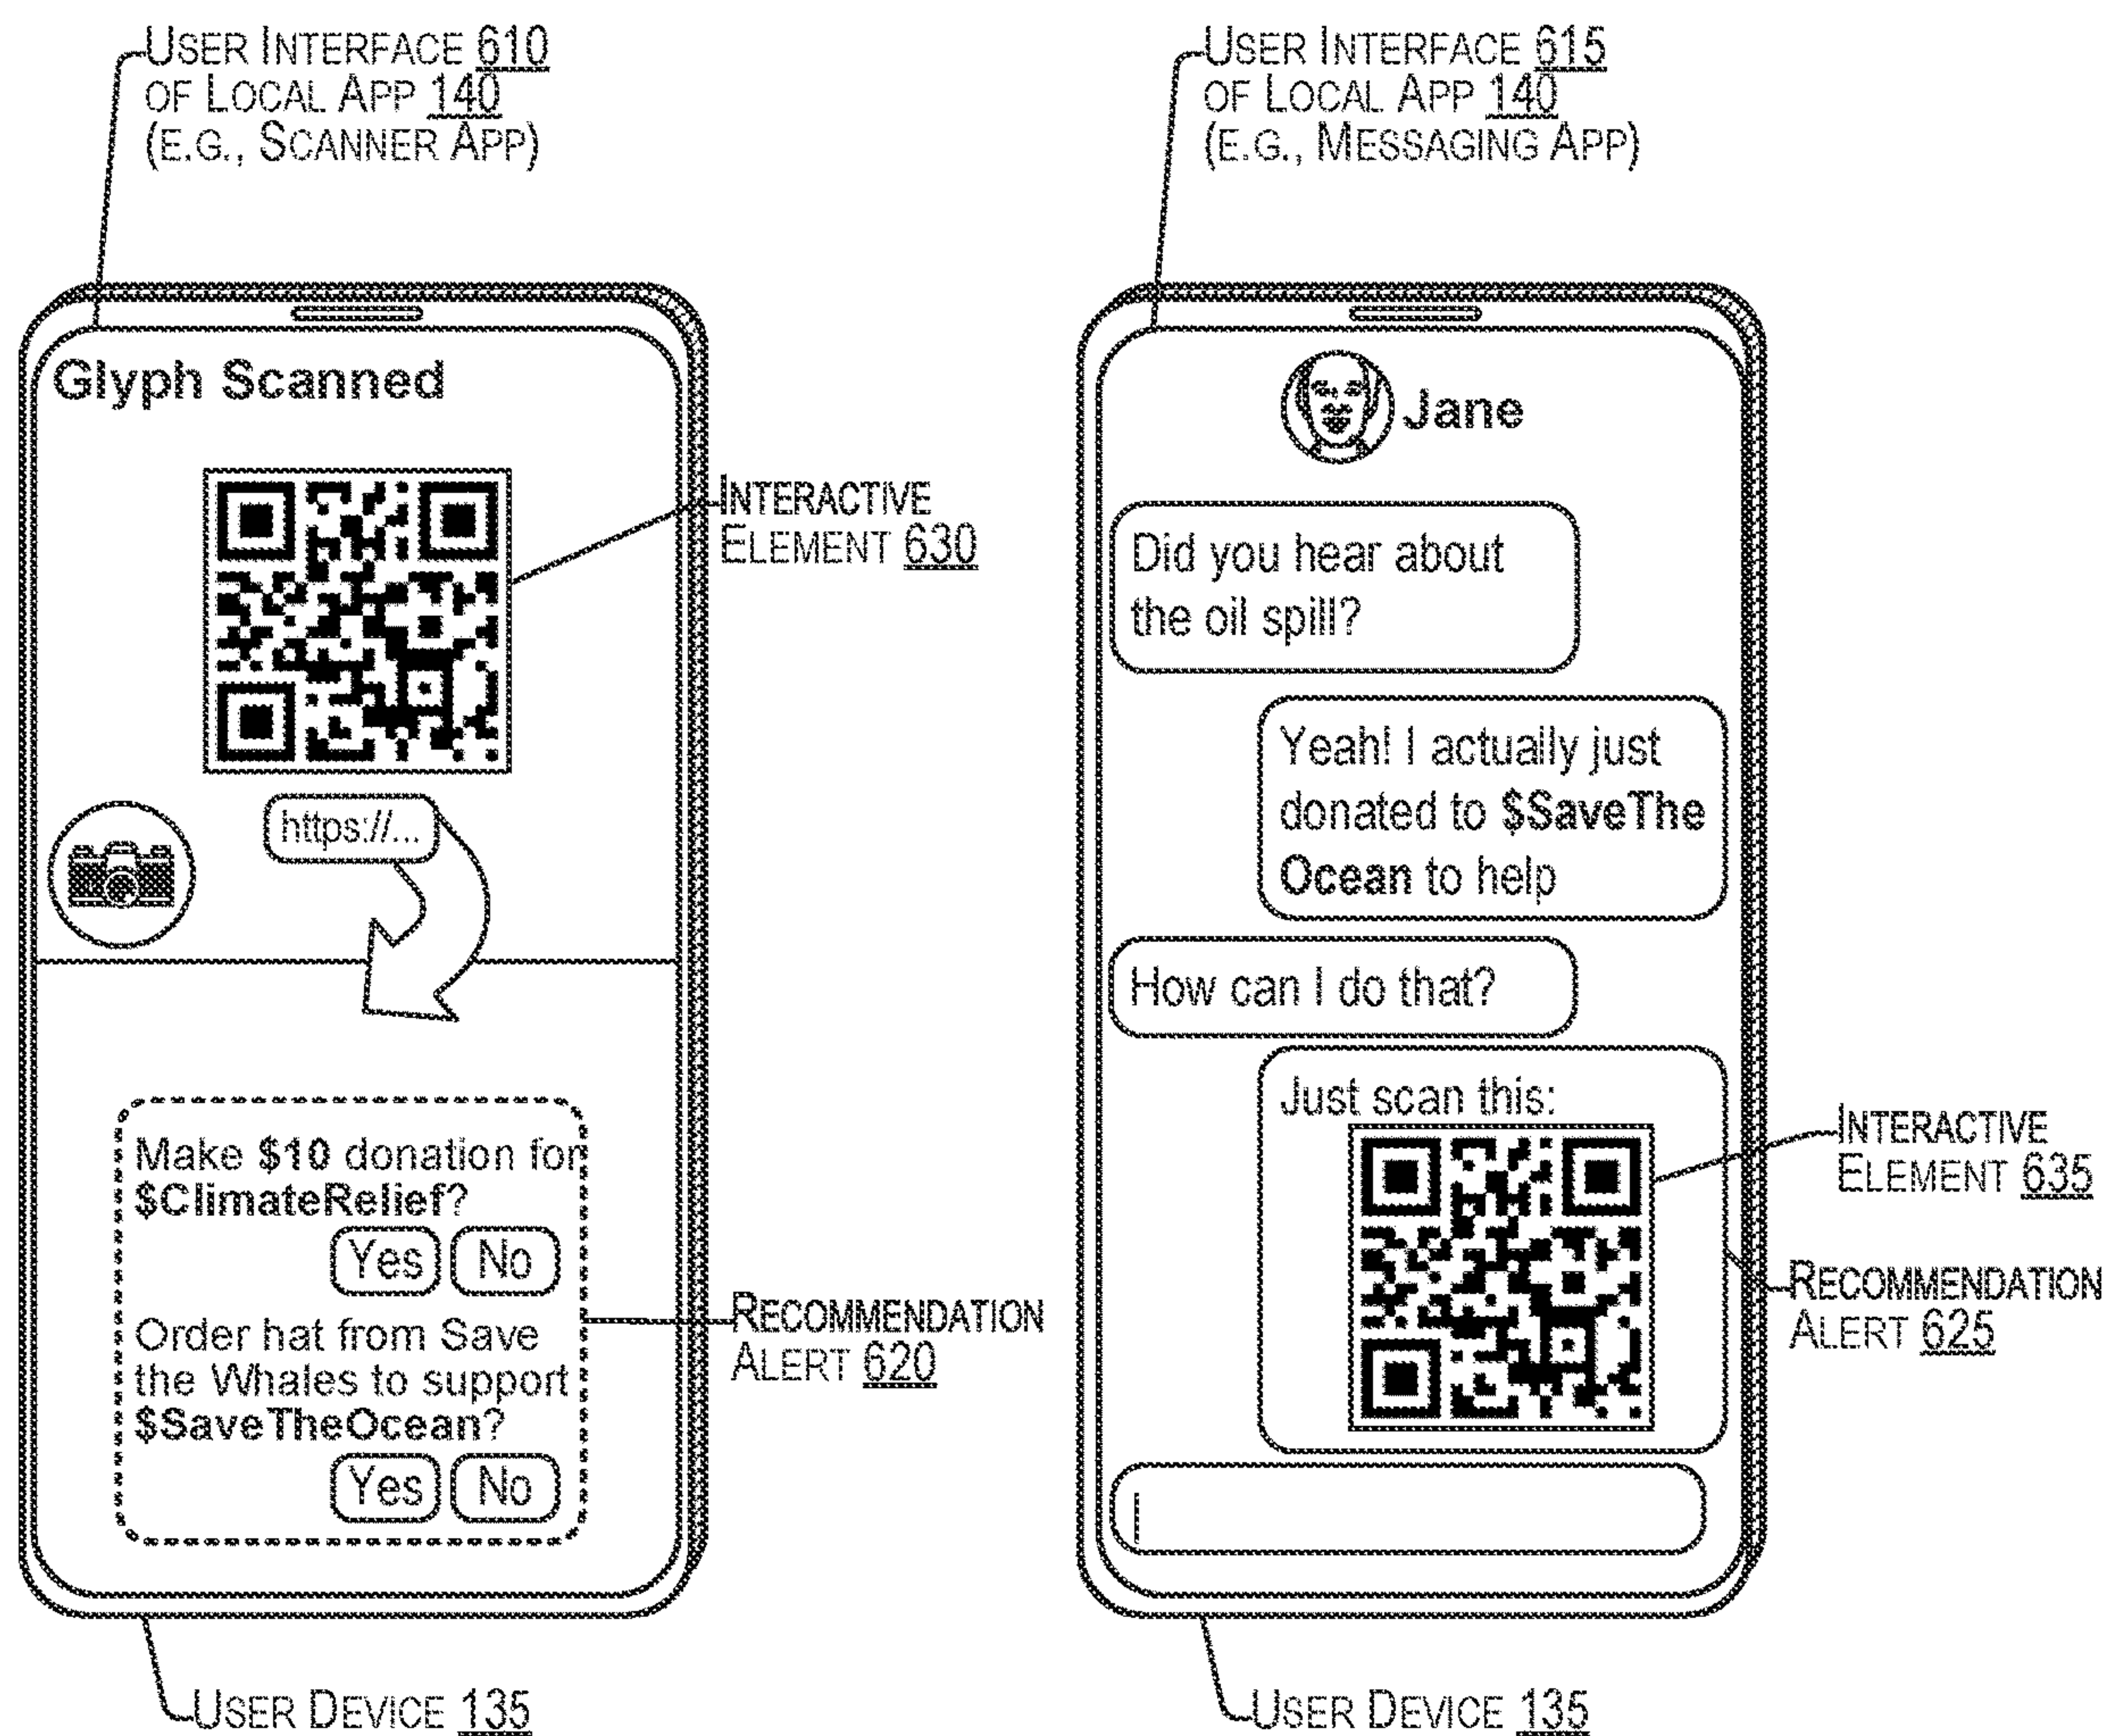 USER INTERFACE 610
OF LOCAL APP 140
(E.G., SCANNER APP)
Glyph Scanned
INTERACTIVE
ELEMENT 630
https://...
Make $10 donation for
$ClimateRelief?
Yes No
Order hat from Save
the Whales to support
$SaveTheOcean?
Yes No
RECOMMENDATION
ALERT 620
USER DEVICE 135
USER INTERFACE 615
OF LOCAL APP 140
(E.G., MESSAGING APP)
Jane
Did you hear about
the oil spill?
Yeah! I actually just
donated to $SaveThe
Ocean to help
How can I do that?
Just scan this:
INTERACTIVE
ELEMENT 635
RECOMMENDATION
ALERT 625
USER DEVICE 135